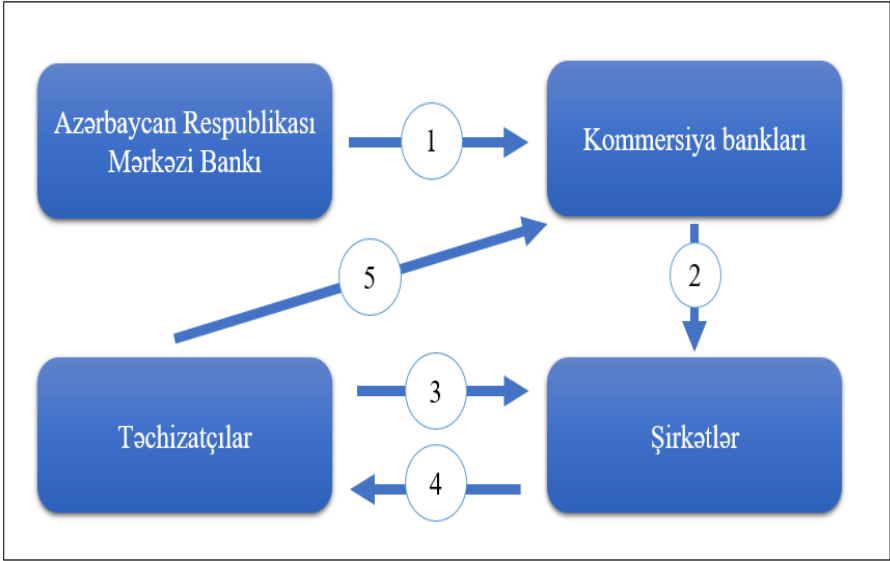 Azərbaycan Respublikası
Mərkəzi Bankı
1
Kommersiya bankları
5
2
Təchizatçılar
3
4
Şirkətlər